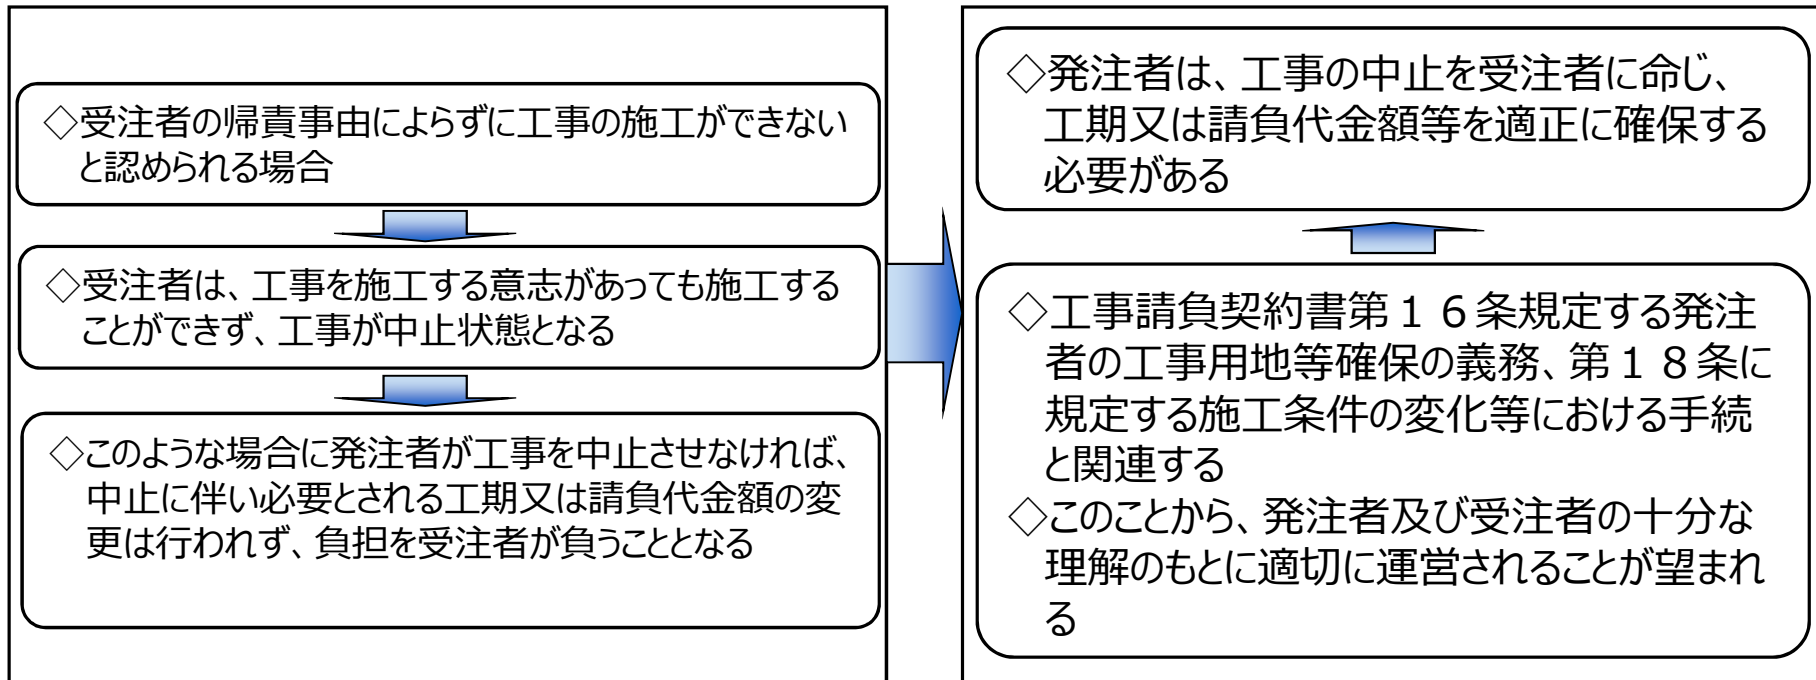 ◇受注者の帰責事由によらずに工事の施工ができない
と認められる場合
◇受注者は、工事を施工する意志があっても施工する
ことができず、工事が中止状態となる
◇このような場合に発注者が工事を中止させなければ、
中止に伴い必要とされる工期又は請負代金額の変
更は行われず、負担を受注者が負うこととなる
◇発注者は、工事の中止を受注者に命じ、
工期又は請負代金額等を適正に確保する
必要がある
◇工事請負契約書第１６条規定する発注
者の工事用地等確保の義務、第１８条に
規定する施工条件の変化等における手続
と関連する
◇このことから、発注者及び受注者の十分な
理解のもとに適切に運営されることが望まれ
る